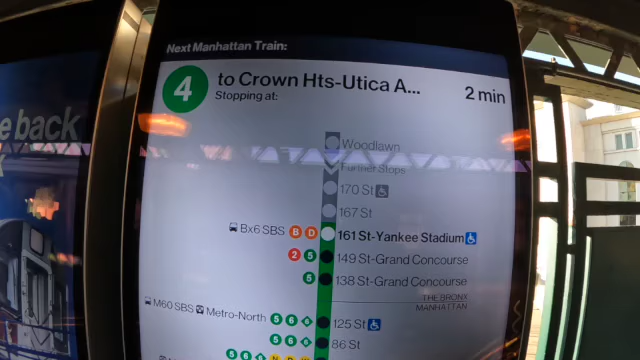 e back
Next Manhattan Train:
4 to Crown Hts-Utica A... 2 min
Stopping at:
Woodlawn
Further Stops
170 St
167 St
Bx6 SBS B D 161 St-Yankee Stadium
2 5 149 St-Grand Concourse
5 138 St-Grand Concourse
THE BRONX
MANHATTAN
M60 SBS Metro-North 5 6 6 125 St
5 6 6 86 St